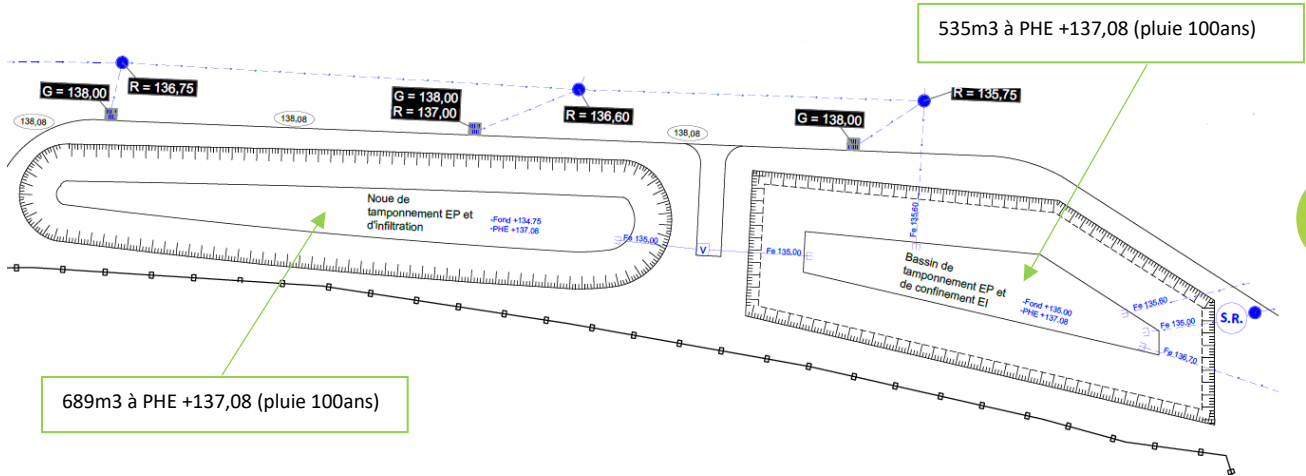 535m3 à PHE +137,08 (pluie 100ans)
G = 138,00
R = 136,75
G = 138,00
R = 137,00
R = 136,60
G = 138,00
R = 135,75
138,08
138,08
138,08
Noue de
tamponnement EP et
d'infiltration
-Fond +134.75
-PHE +137.08
Fe 135,00
V
Fe 135,00
Fe 135,60
Bassin de
tamponnement EP et
de confinement EI
-Fond +135.00
-PHE +137.08
Fe 135,60
Fe 135,00
Fe 136,70
S.R.
689m3 à PHE +137,08 (pluie 100ans)